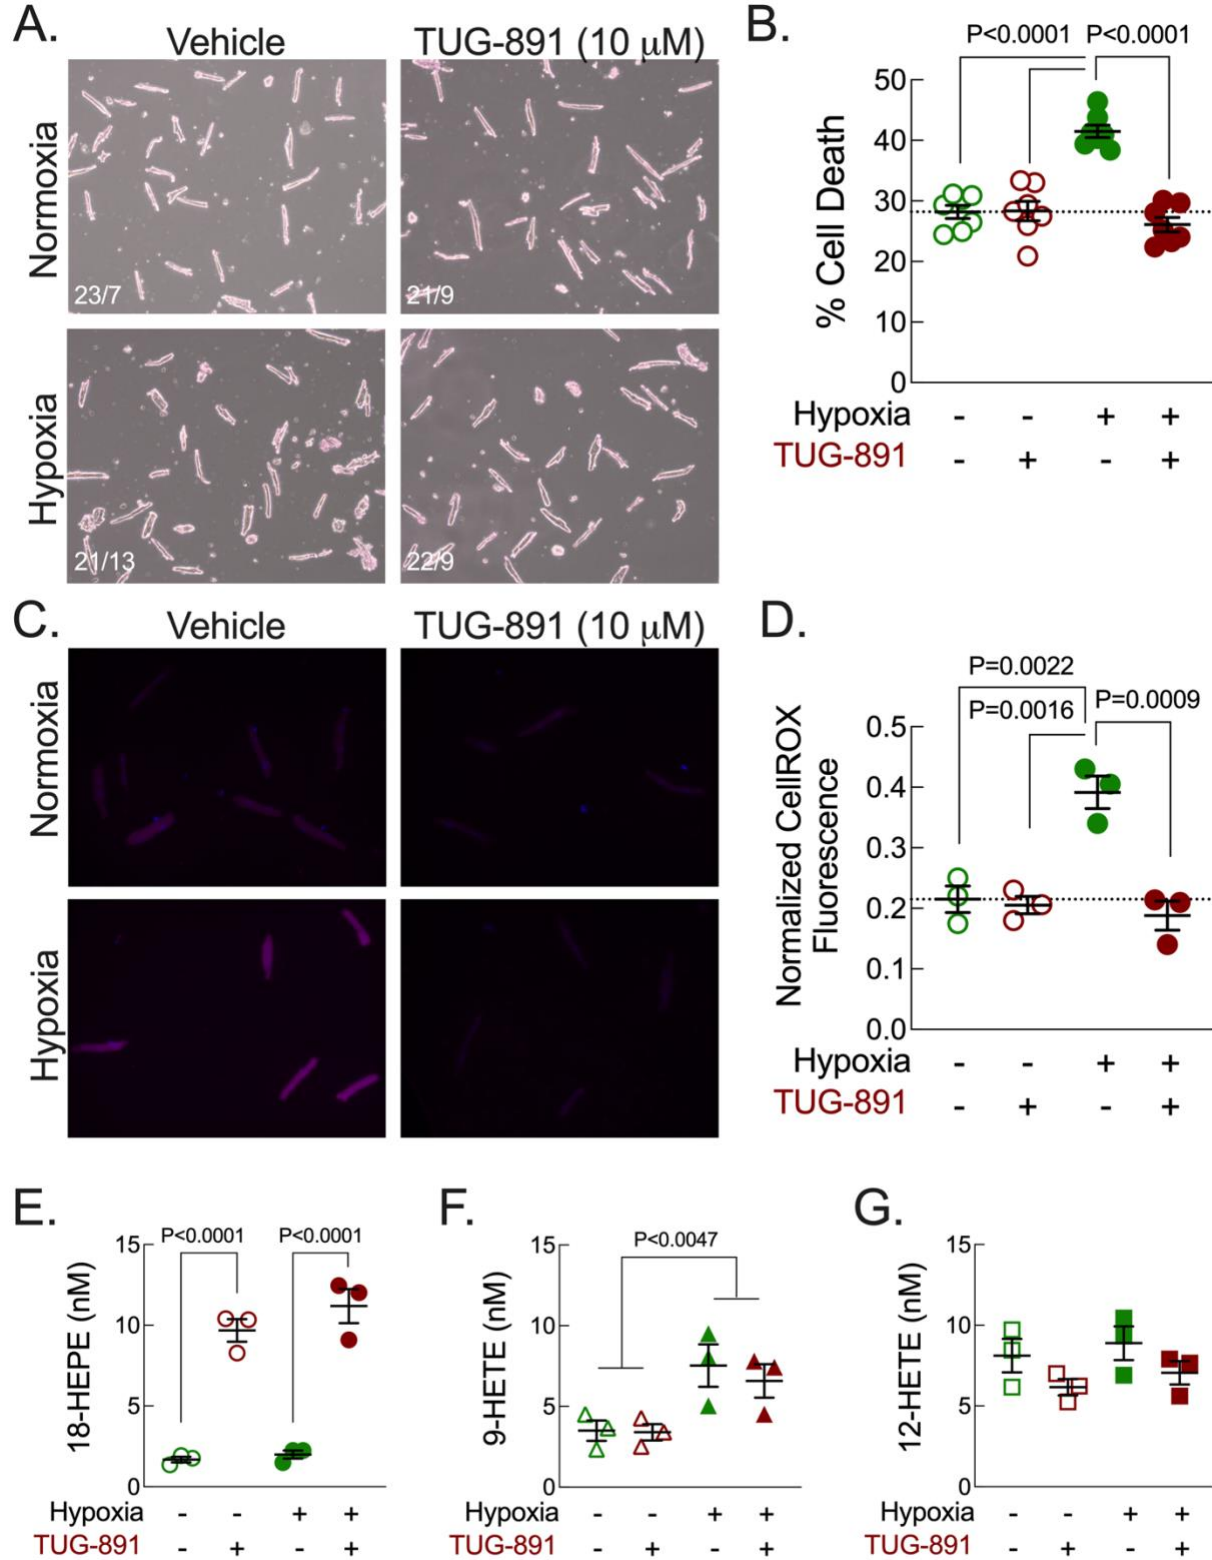 A.
Vehicle
TUG-891 (10 μM)
Normoxia
23/7
21/9
Hypoxia
21/13
22/9
B.
P<0.0001 P<0.0001
% Cell Death
50
40
30
20
10
0
Hypoxia - - + +
TUG-891 - + - +
C.
Vehicle
TUG-891 (10 μM)
Normoxia
Hypoxia
D.
P=0.0022
P=0.0016
P=0.0009
Normalized CellROX
Fluorescence
0.5
0.4
0.3
0.2
0.1
0.0
Hypoxia - - + +
TUG-891 - + - +
E.
P<0.0001 P<0.0001
18-HEPE (nM)
15
10
5
0
Hypoxia - - + +
TUG-891 - + - +
F.
P<0.0047
9-HETE (nM)
15
10
5
0
Hypoxia - - + +
TUG-891 - + - +
G.
12-HETE (nM)
15
10
5
0
Hypoxia - - + +
TUG-891 - + - +